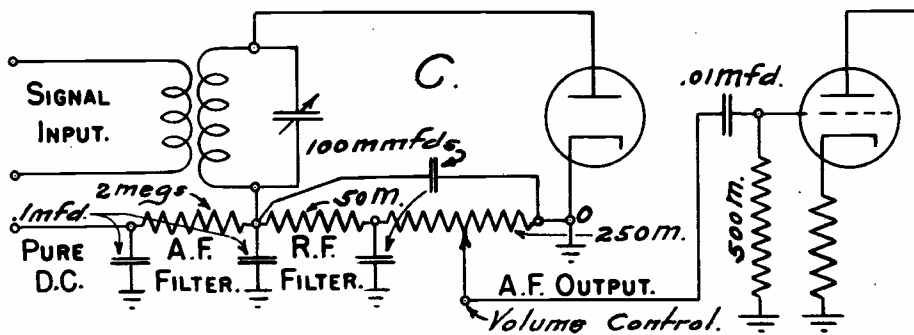 C.
.01mfd.
SIGNAL
INPUT.
100mmfds
2megs
50M.
O
.1mfd.
250M.
500M.
PURE
D.C.
A.F.
FILTER.
R.F.
FILTER.
A.F. OUTPUT.
Volume Control.